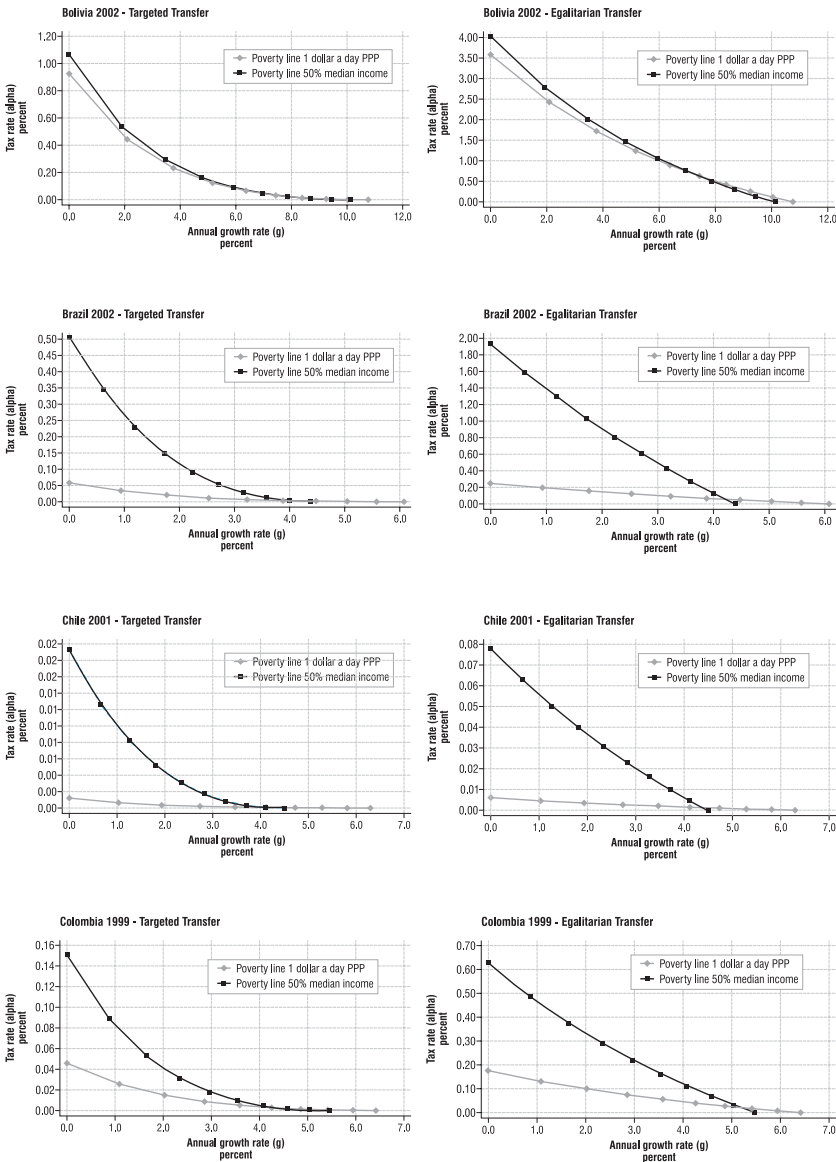 Bolivia 2002 - Targeted Transfer
Tax rate (alpha)
percent
1.20
1.00
0.80
0.60
0.40
0.20
0.00
Poverty line 1 dollar a day PPP
Poverty line 50% median income
0.0 2.0 4.0 6.0 8.0 10.0 12.0
Annual growth rate (g)
percent
Bolivia 2002 - Egalitarian Transfer
Tax rate (alpha)
percent
4.00
3.50
3.00
2.50
2.00
1.50
1.00
0.50
0.00
Poverty line 1 dollar a day PPP
Poverty line 50% median income
0.0 2.0 4.0 6.0 8.0 10.0 12.0
Annual growth rate (g)
percent
Brazil 2002 - Targeted Transfer
Tax rate (alpha)
percent
0,50
0.45
0.40
0.35
0.30
0.25
0.20
0.15
0.10
0.05
0.00
Poverty line 1 dollar a day PPP
Poverty line 50% median income
0.0 1.0 2.0 3.0 4.0 5.0 6.0
Annual growth rate (g)
percent
Brazil 2002 - Egalitarian Transfer
Tax rate (alpha)
percent
2.00
1.80
1.60
1.40
1.20
1.00
0.80
0.60
0.40
0.20
0.00
Poverty line 1 dollar a day PPP
Poverty line 50% median income
0.0 1.0 2.0 3.0 4.0 5.0 6.0
Annual growth rate (g)
percent
Chile 2001 - Targeted Transfer
Tax rate (alpha)
percent
0.02
0.02
0.02
0.01
0.01
0.01
0.01
0.01
0.00
0.00
0.00
Poverty line 1 dollar a day PPP
Poverty line 50% median income
0.0 1.0 2.0 3.0 4.0 5.0 6.0 7.0
Annual growth rate (g)
percent
Chile 2001 - Egalitarian Transfer
Tax rate (alpha)
percent
0.08
0.07
0.06
0.05
0.04
0.03
0.02
0.01
0.00
Poverty line 1 dollar a day PPP
Poverty line 50% median income
0.0 1.0 2.0 3.0 4.0 5.0 6.0 7.0
Annual growth rate (g)
percent
Colombia 1999 - Targeted Transfer
Tax rate (alpha)
percent
0,16
0,14
0.12
0.10
0.08
0.06
0.04
0.02
0.00
Poverty line 1 dollar a day PPP
Poverty line 50% median income
0.0 1.0 2.0 3.0 4.0 5.0 6.0 7.0
Annual growth rate (g)
percent
Colombia 1999 - Egalitarian Transfer
Tax rate (alpha)
percent
0.70
0.60
0.50
0.40
0.30
0.20
0.10
0.00
Poverty line 1 dollar a day PPP
Poverty line 50% median income
0.0 1.0 2.0 3.0 4.0 5.0 6.0 7.0
Annual growth rate (g)
percent